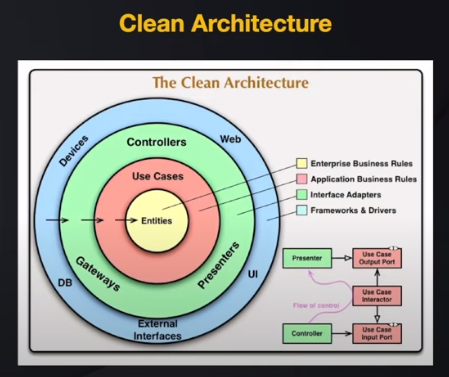 Clean Architecture
The Clean Architecture
Devices
Controllers
Web
Use Cases
Entities
Gateways
Presenters
DB
UI
External
Interfaces
Enterprise Business Rules
Application Business Rules
Interface Adapters
Frameworks & Drivers
Presenter
Use Case
Output Port
Use Case
Interactor
Flow of control
Controller
Use Case
Input Port